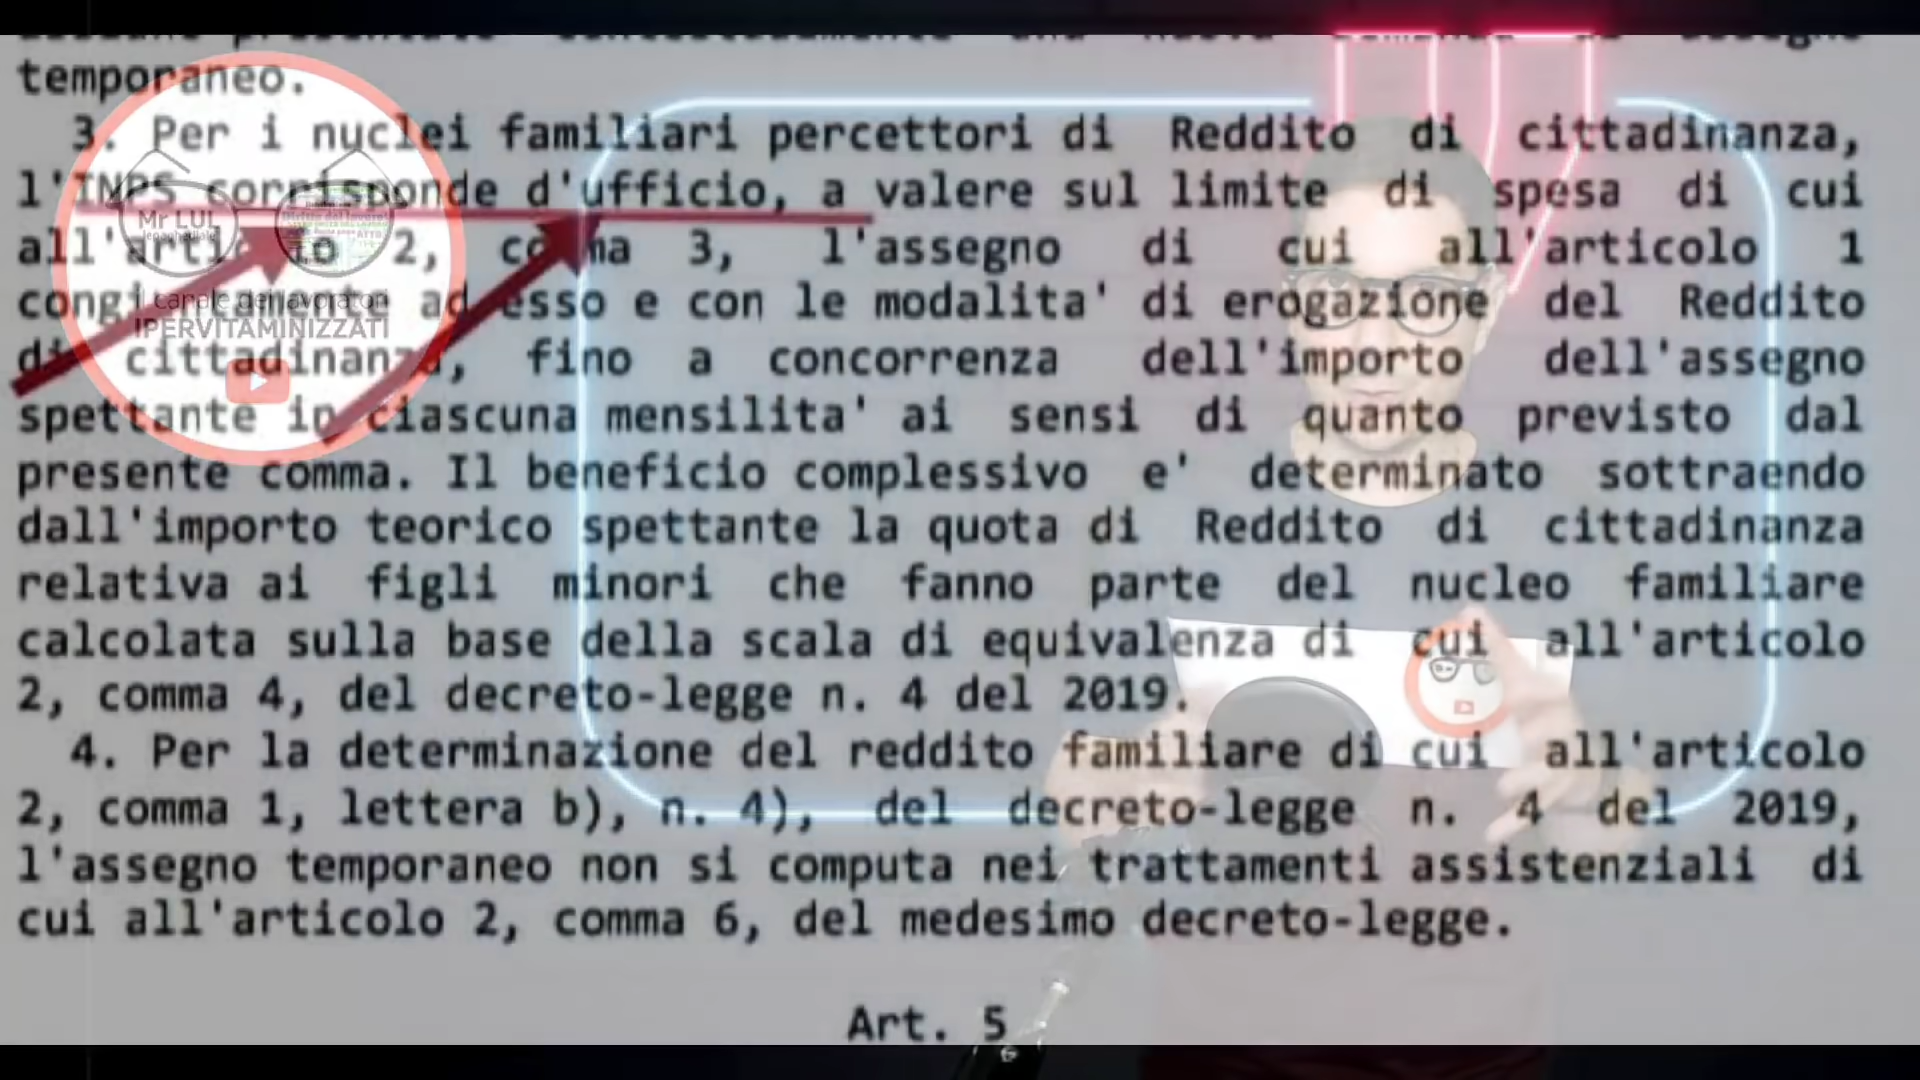 temporaneo.
3. Per i nuclei familiari percettori di Reddito di cittadinanza,
l'INPS corrisponde d'ufficio, a valere sul limite di spesa di cui
all'articolo 2, comma 3, l'assegno di cui all'articolo 1
congiuntamente ad esso e con le modalita' di erogazione del Reddito
di cittadinanza, fino a concorrenza dell'importo dell'assegno
spettante in ciascuna mensilita' ai sensi di quanto previsto dal
presente comma. Il beneficio complessivo e' determinato sottraendo
dall'importo teorico spettante la quota di Reddito di cittadinanza
relativa ai figli minori che fanno parte del nucleo familiare
calcolata sulla base della scala di equivalenza di cui all'articolo
2, comma 4, del decreto-legge n. 4 del 2019.
4. Per la determinazione del reddito familiare di cui all'articolo
2, comma 1, lettera b), n. 4), del decreto-legge n. 4 del 2019,
l'assegno temporaneo non si computa nei trattamenti assistenziali di
cui all'articolo 2, comma 6, del medesimo decreto-legge.
Art. 5
Mr LUL
lepaghediale
Diritto del lavoro
il canale dei lavoratori
IPERVITAMINIZZATI